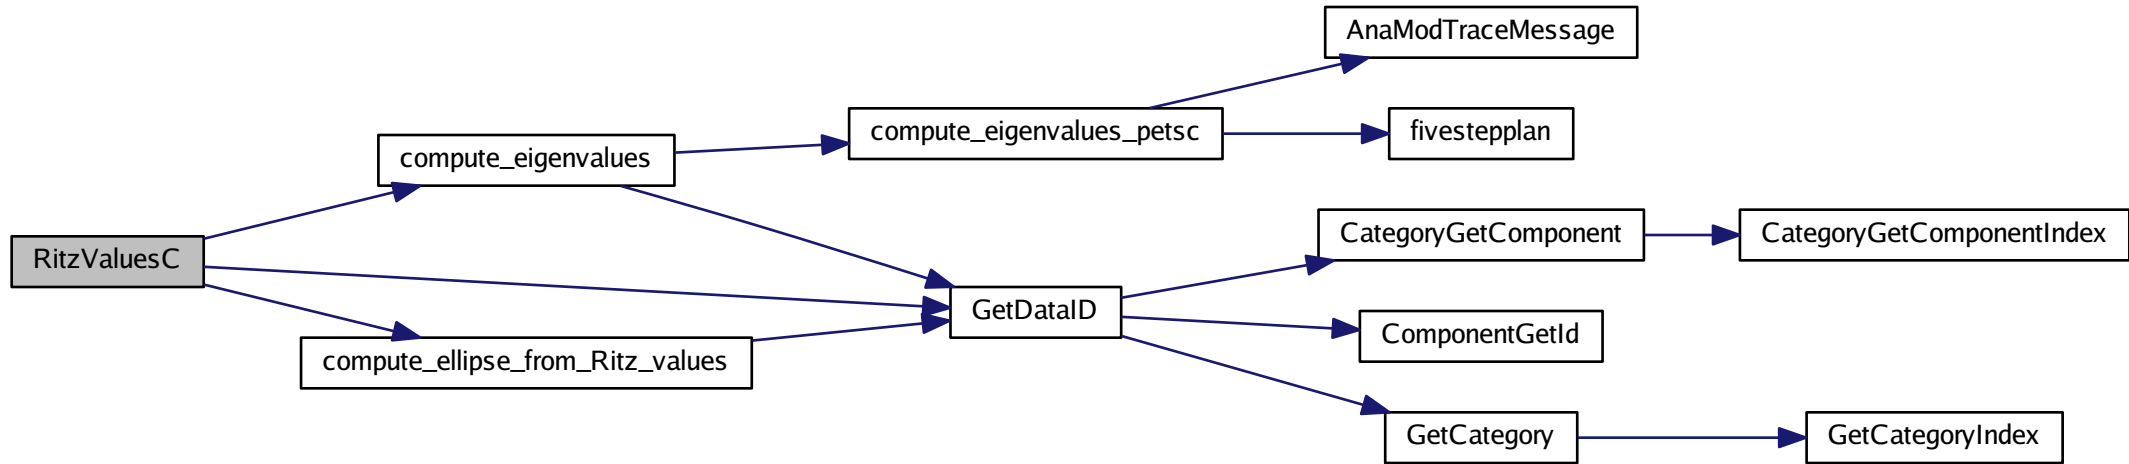 AnaModTraceMessage
compute_eigenvalues_petsc
fivestepplan
compute_eigenvalues
CategoryGetComponent
CategoryGetComponentIndex
RitzValuesC
GetDataID
ComponentGetId
compute_ellipse_from_Ritz_values
GetCategory
GetCategoryIndex